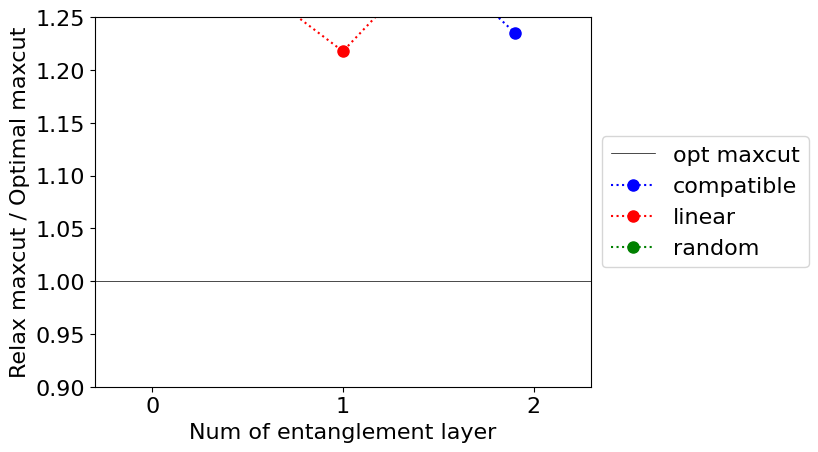 Relax maxcut / Optimal maxcut
1.25
1.20
1.15
1.10
1.05
1.00
0.95
0.90
0
1
2
Num of entanglement layer
opt maxcut
compatible
linear
random